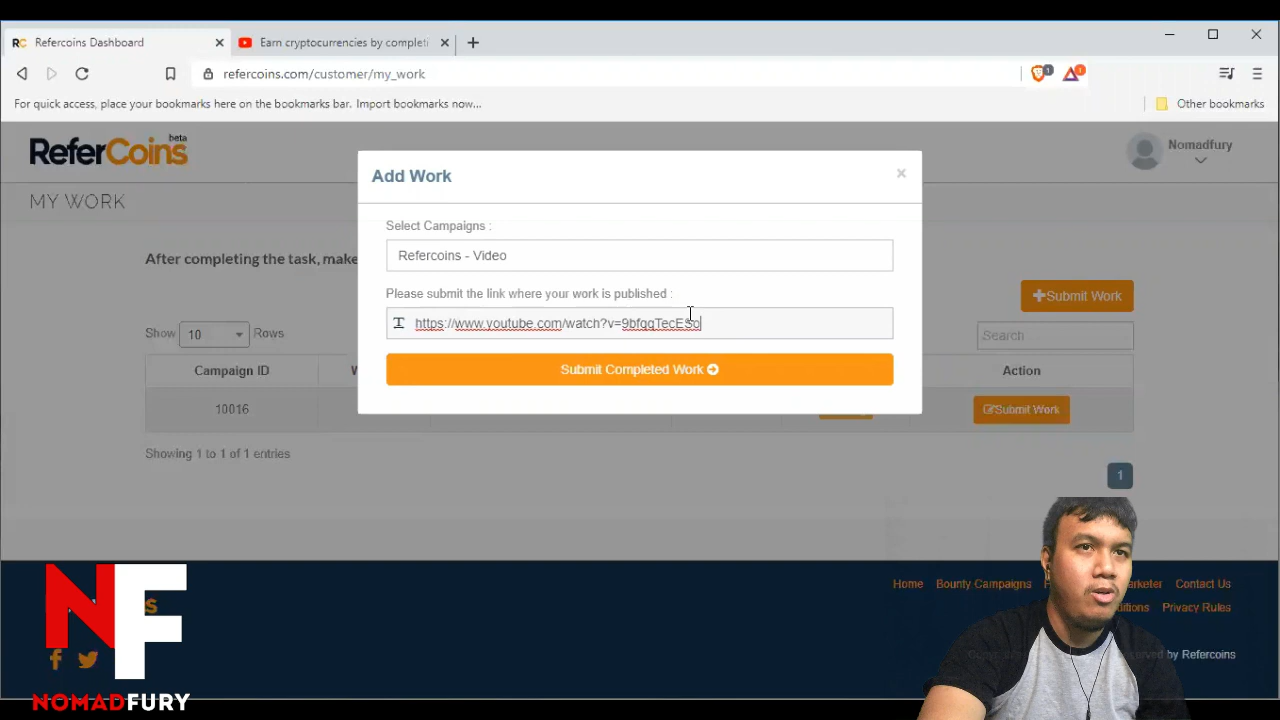 RC Refercoins Dashboard
Earn cryptocurrencies by completi
refercoins.com/customer/my_work
1
1
For quick access, place your bookmarks here on the bookmarks bar. Import bookmarks now...
Other bookmarks
ReferCoins beta
Nomadfury
MY WORK
Add Work
×
Select Campaigns :
Refercoins - Video
Please submit the link where your work is published :
https://www.youtube.com/watch?v=9bfqqTecESo
Submit Completed Work
After completing the task, make
Submit Work
Show 10 Rows
Search
Campaign ID
Action
10016
Submit Work
Showing 1 to 1 of 1 entries
1
Home
Bounty Campaigns
Contact Us
Privacy Rules
Refercoins
NF
NOMADFURY